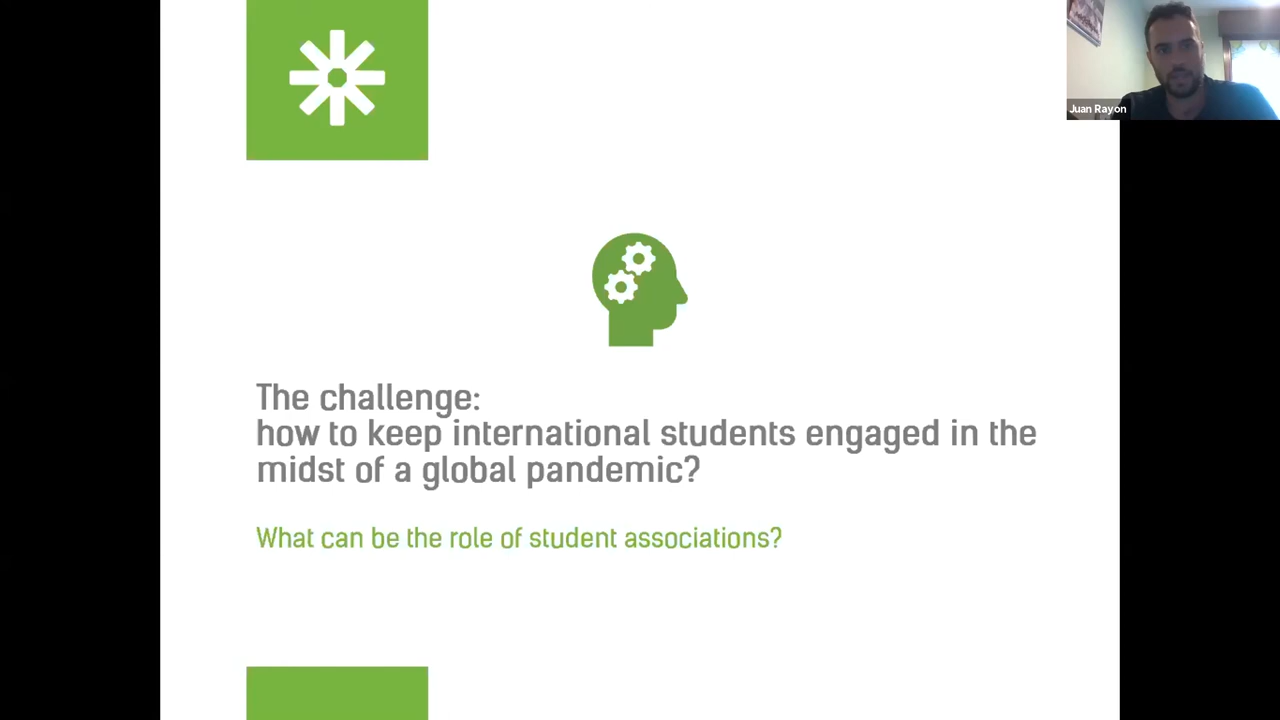 Juan Rayon
The challenge:
how to keep international students engaged in the
midst of a global pandemic?
What can be the role of student associations?